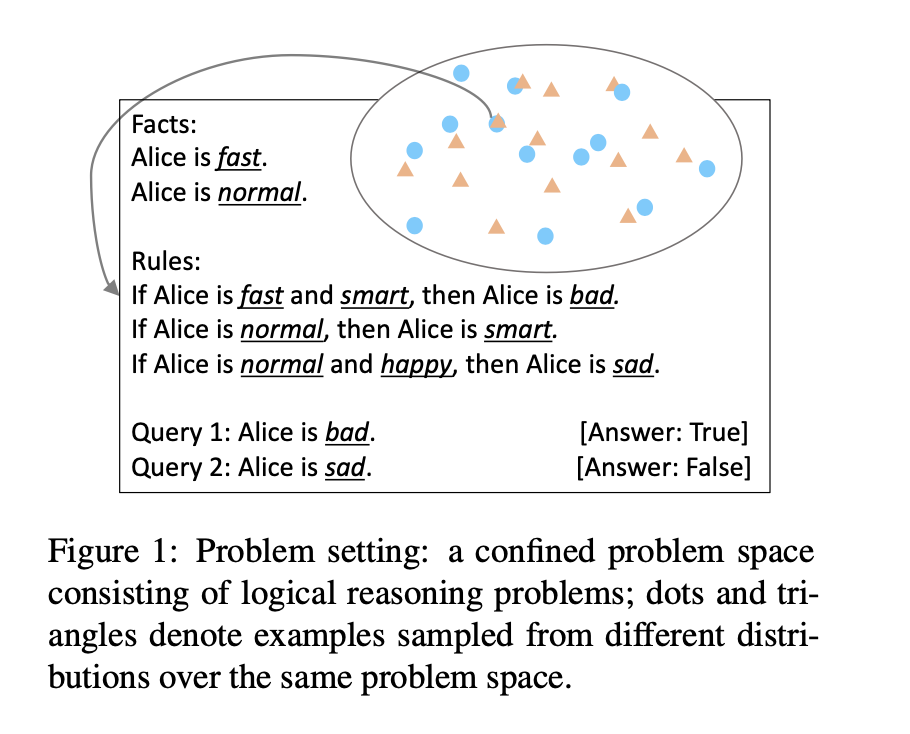 Facts:
Alice is fast.
Alice is normal.
Rules:
If Alice is fast and smart, then Alice is bad.
If Alice is normal, then Alice is smart.
If Alice is normal and happy, then Alice is sad.
Query 1: Alice is bad. [Answer: True]
Query 2: Alice is sad. [Answer: False]
Figure 1: Problem setting: a confined problem space
consisting of logical reasoning problems; dots and tri-
angles denote examples sampled from different distri-
butions over the same problem space.